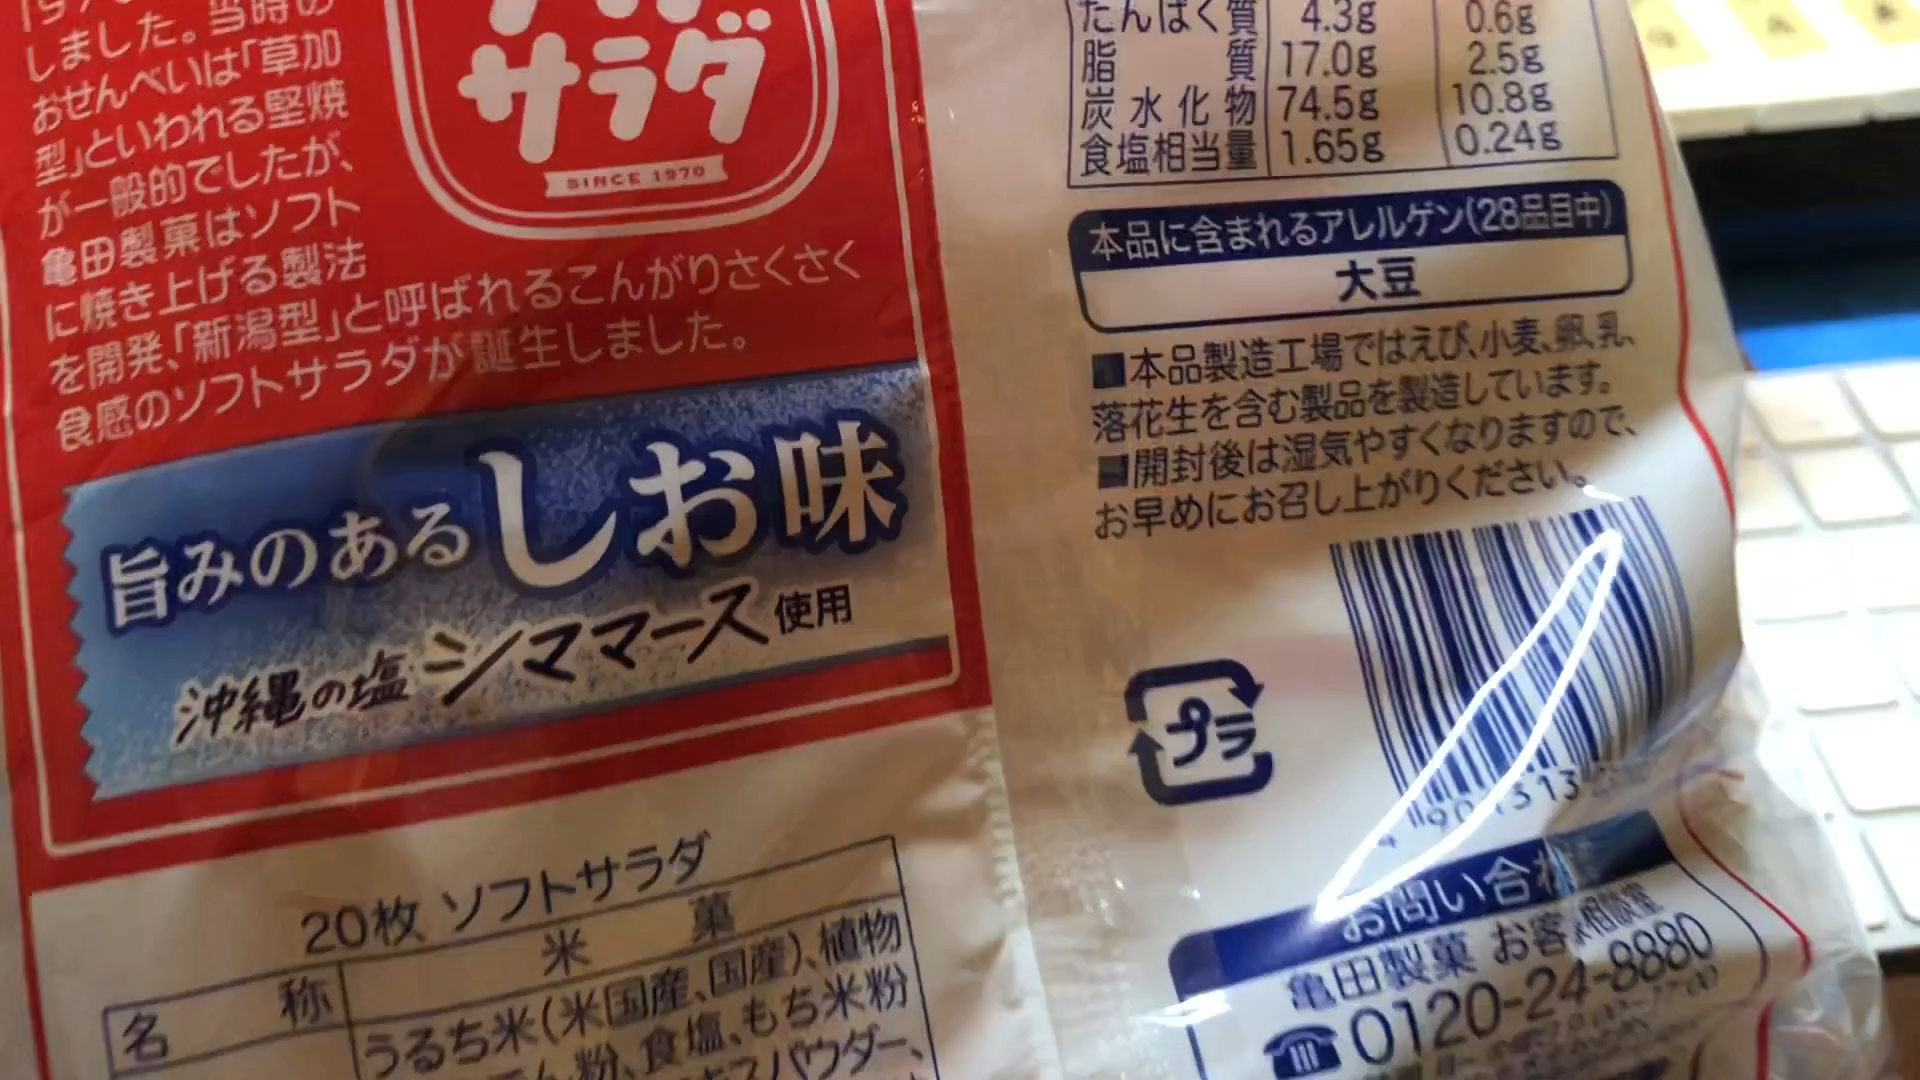 しました。当時の
おせんべいは「草加
型」といわれる堅焼
が一般的でしたが、
亀田製菓はソフト
に焼き上げる製法
を開発、「新潟型」と呼ばれるこんがりさくさく
食感のソフトサラダが誕生しました。
サラダ
SINCE 1970
旨みのあるしお味
沖縄の塩 シママース使用
20枚 ソフトサラダ
名 称 米 菓
うるち米(米国産、国産)、植物
粉、食塩、もち米粉
パウダー、
たんぱく質 4.3g 0.6g
脂 質 17.0g 2.5g
炭水化物 74.5g 10.8g
食塩相当量 1.65g 0.24g
本品に含まれるアレルゲン(28品目中)
大豆
■本品製造工場ではえび、小麦、卵、乳、
落花生を含む製品を製造しています。
■開封後は湿気やすくなりますので、
お早めにお召し上がりください。
プラ
お問い合
亀田製菓 お客様相談室
0120-24-8880